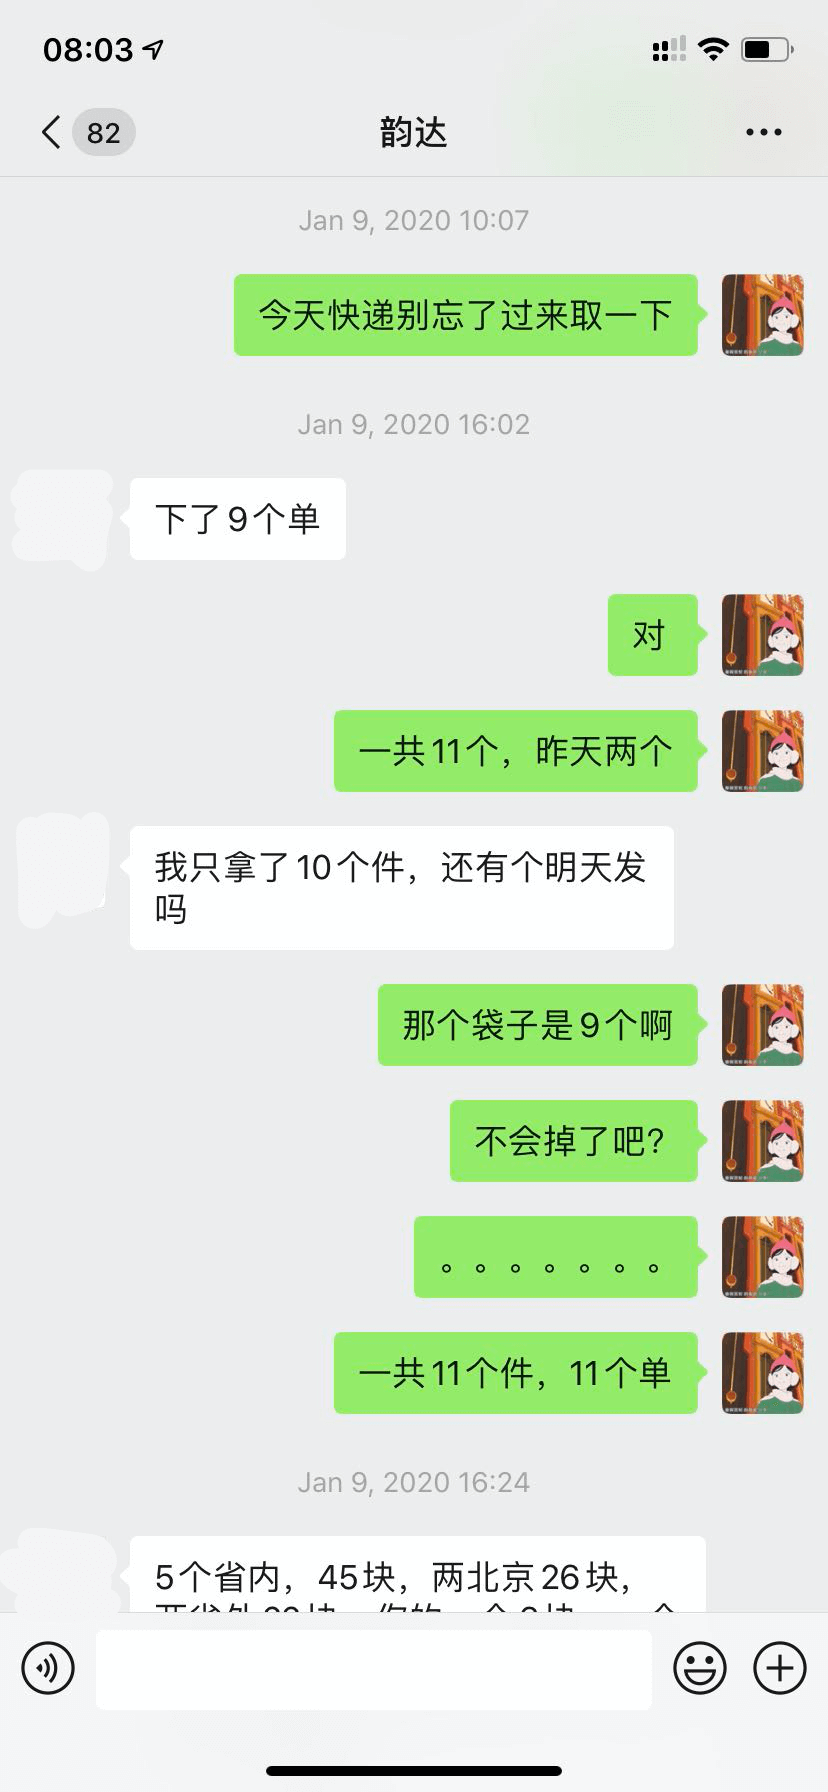 08:03
82
韵达
Jan 9, 2020 10:07
今天快递别忘了过来取一下
Jan 9, 2020 16:02
下了9个单
对
一共11个，昨天两个
我只拿了10个件，还有个明天发
吗
那个袋子是9个啊
不会掉了吧？
。。。。。。。
一共11个件，11个单
Jan 9, 2020 16:24
5个省内，45块，两北京26块，